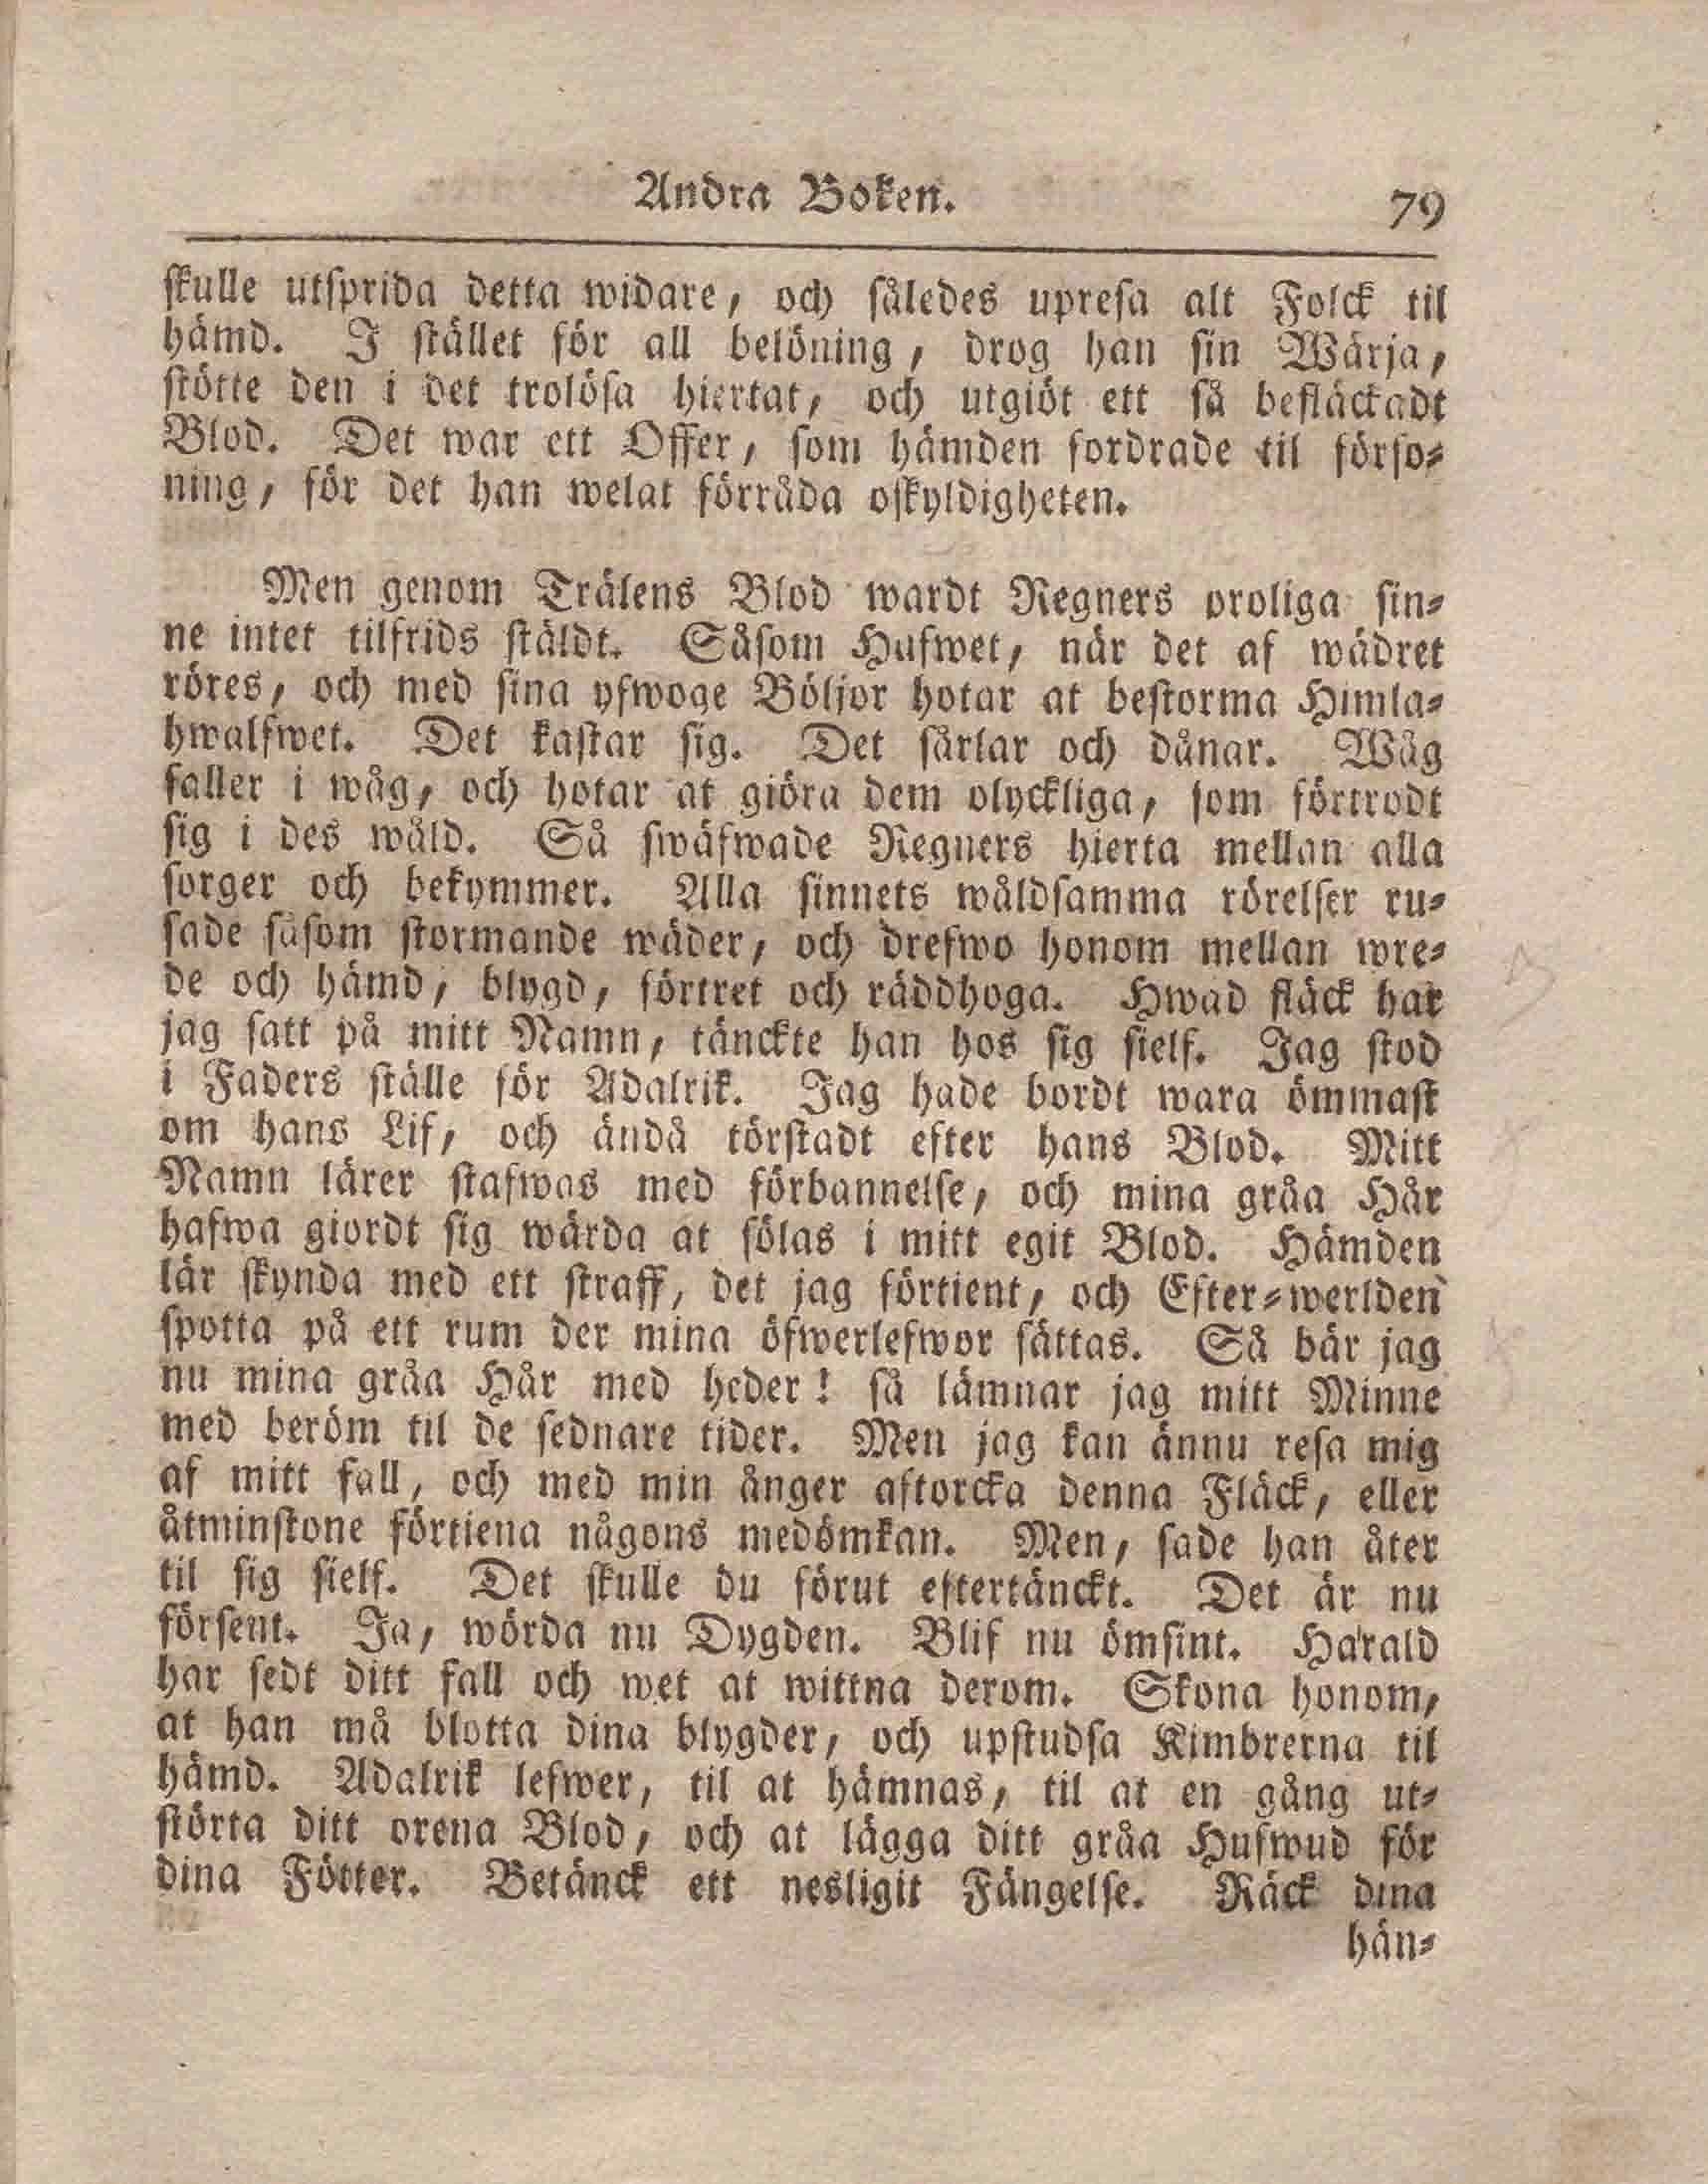 Andra Boken. 79
skulle utsprida detta widare, och således upresa alt Folck til
hämd. I stället för all belöning, drog han sin Wärja,
stötte den i det trolösa hiertat, och utgiöt ett så befläckadt
Blod. Det war ett Offer, som hämden fordrade til förso-
ning, för det han welat förråda oskyldigheten.
Men genom Trälens Blod wardt Regners oroliga sin-
ne intet tilfrids stäldt. Såsom Hafwet, når det af wädret
röres, och med sina yfwoge Böljor hotar at bestorma Himla-
hwalfwet. Det kastar sig. Det sårlar och dånar. Wåg
faller i wåg, och hotar at giöra dem olyckliga, som förtrodt
sig i des wåld. Så swäfwade Regners hierta mellan alla
sorger och bekymmer. Alla sinnets wåldsamma rörelser ru-
sade såsom stormande wäder, och drefwo honom mellan wre-
de och hämd, blygd, förtret och räddhoga. Hwad fläck har
jag satt på mitt Namn, tänckte han hos sig sielf. Jag stod
i Faders ställe för Adalrik. Jag hade bordt wara ömmast
om hans Lif, och ändå törstadt efter hans Blod. Mitt
Namn lärer stafwas med förbannelse, och mina gråa Hår
hafwa giordt sig wärda at sölas i mitt egit Blod. Hämden
lär skynda med ett straff, det jag förtient, och Efter-werlden
spotta på ett rum der mina öfwerlefwor sättas. Så bär jag
nu mina gråa Hår med heder! så lämnar jag mitt Minne
med beröm til de sednare tider. Men jag kan ännu resa mig
af mitt fall, och med min ånger aftorcka denna Fläck, eller
åtminstone förtiena någons medömkan. Men, sade han åter
til sig sielf. Det skulle du förut eftertänckt. Det är nu
försent. Ja, wörda nu Dygden. Blif nu ömsint. Harald
har sedt ditt fall och wet at wittna derom. Skona honom,
at han må blotta dina blygder, och upstudsa Kimbrerna til
hämd. Adalrik lefwer, til at hämnas, til at en gång ut-
störta ditt orena Blod, och at lägga ditt gråa Hufwud för
dina Fötter. Betänck ett nesligit Fängelse. Räck dina
hän-